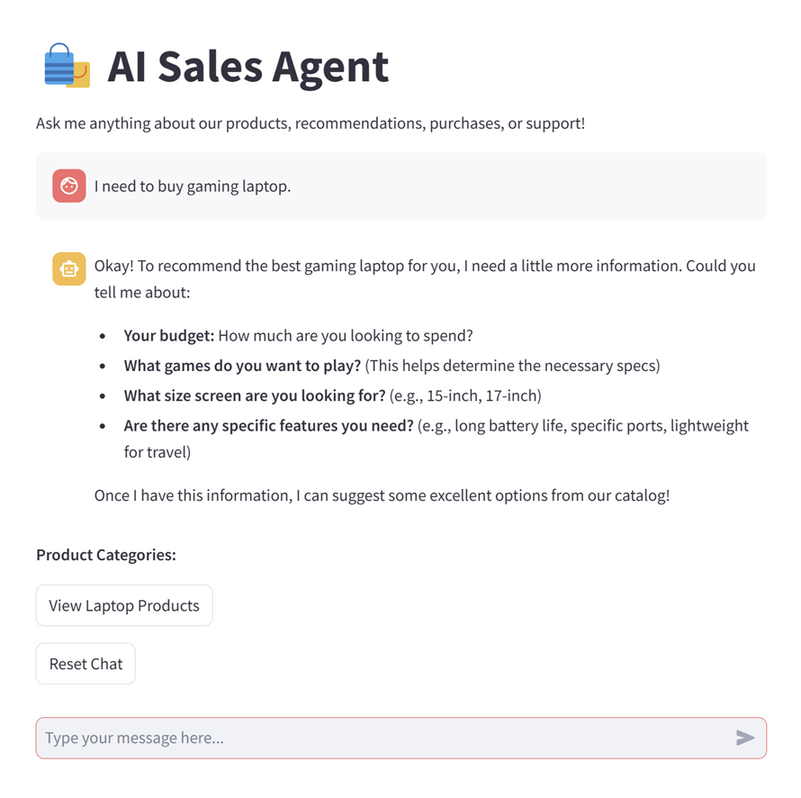 AI Sales Agent
Ask me anything about our products, recommendations, purchases, or support!
I need to buy gaming laptop.
Okay! To recommend the best gaming laptop for you, I need a little more information. Could you
tell me about:
• Your budget: How much are you looking to spend?
• What games do you want to play? (This helps determine the necessary specs)
• What size screen are you looking for? (e.g., 15-inch, 17-inch)
• Are there any specific features you need? (e.g., long battery life, specific ports, lightweight
for travel)
Once I have this information, I can suggest some excellent options from our catalog!
Product Categories:
View Laptop Products
Reset Chat
Type your message here...